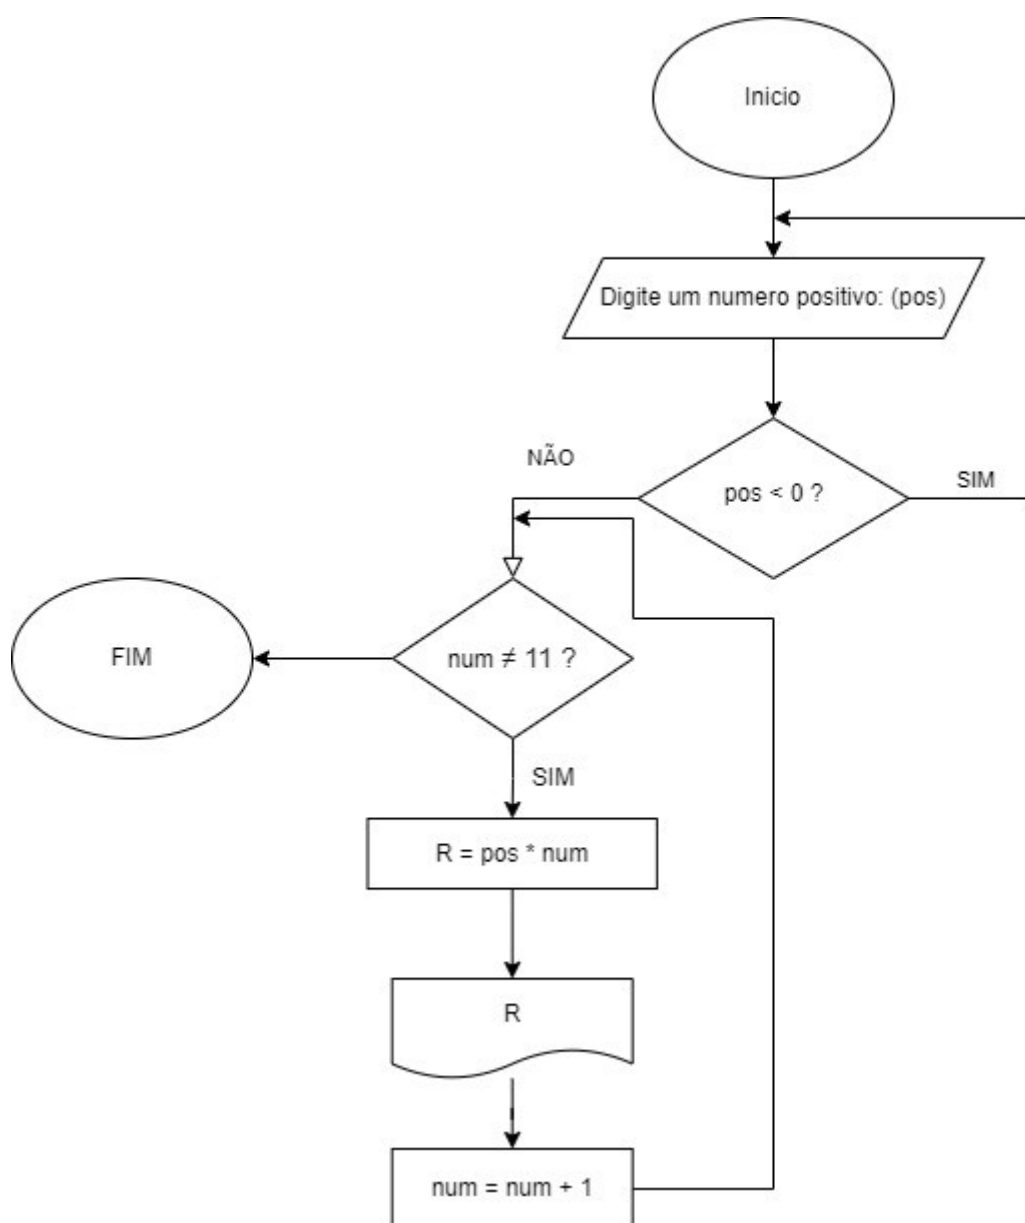 Inicio
Digite um numero positivo: (pos)
NÃO
pos < 0 ?
SIM
FIM
num ≠ 11 ?
SIM
R = pos * num
R
num = num + 1